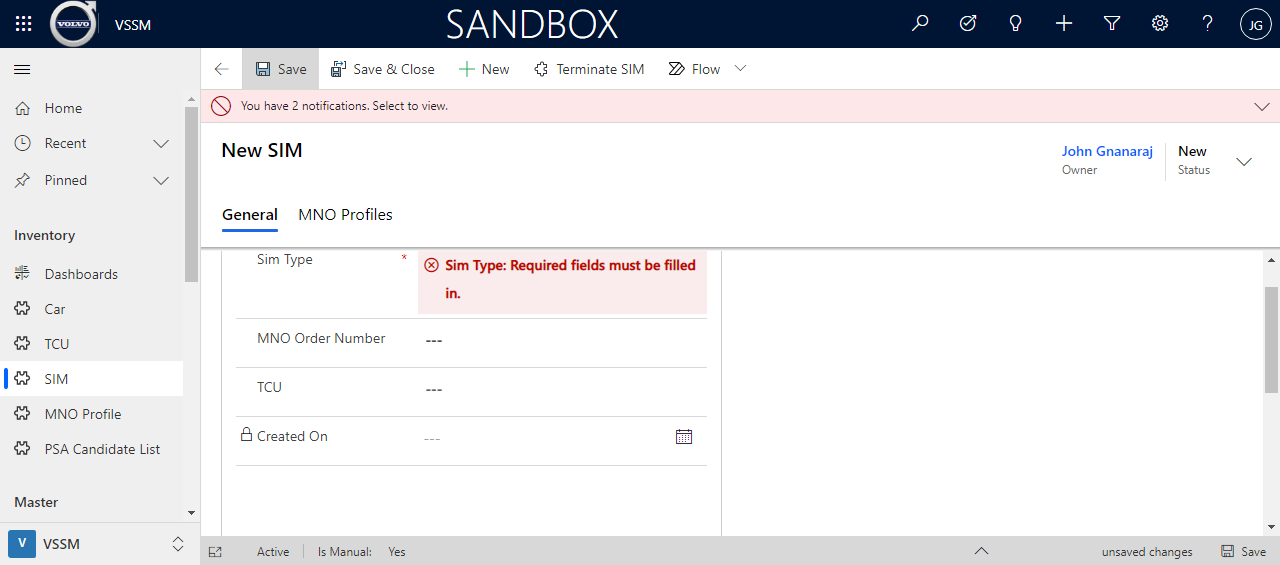 VOLVO
VSSM
SANDBOX
?
JG
Save
Save & Close
New
Terminate SIM
Flow
You have 2 notifications. Select to view.
Home
Recent
Pinned
Inventory
Dashboards
Car
TCU
SIM
MNO Profile
PSA Candidate List
Master
V
VSSM
New SIM
John Gnanaraj
Owner
New
Status
General
MNO Profiles
Sim Type
*
Sim Type: Required fields must be filled
in.
MNO Order Number
---
TCU
---
Created On
---
Active
Is Manual: Yes
unsaved changes
Save